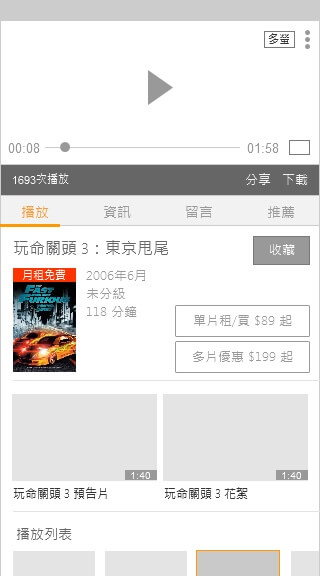 多螢
00:08
01:58
1693次播放
分享
下載
播放
資訊
留言
推薦
玩命關頭 3：東京甩尾
收藏
月租免費
2006年6月
未分級
118 分鐘
THE
FAST
FURIOUS
單片租/買 $89 起
多片優惠 $199 起
1:40
1:40
玩命關頭 3 預告片
玩命關頭 3 花絮
播放列表